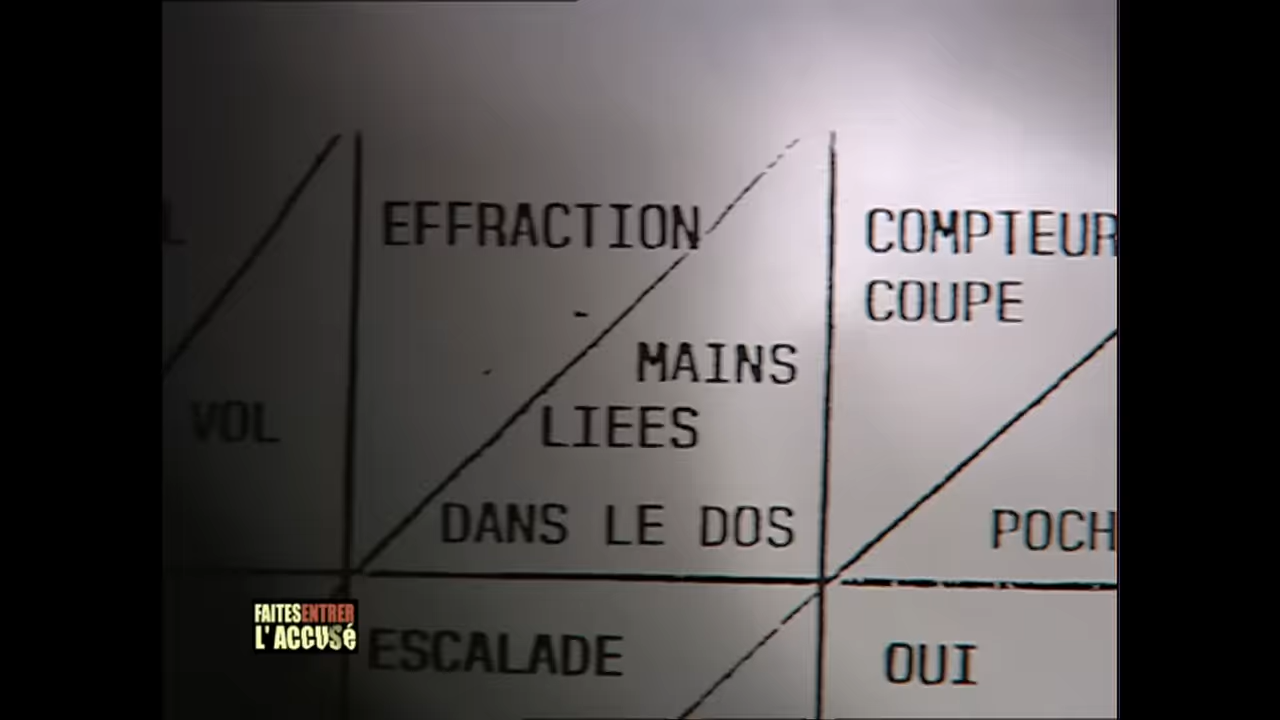 EFFRACTION
COMPTEUR
COUPE
MAINS
VOL
LIEES
DANS LE DOS
POCH
FAITES ENTRER
L'ACCUSé
ESCALADE
OUI